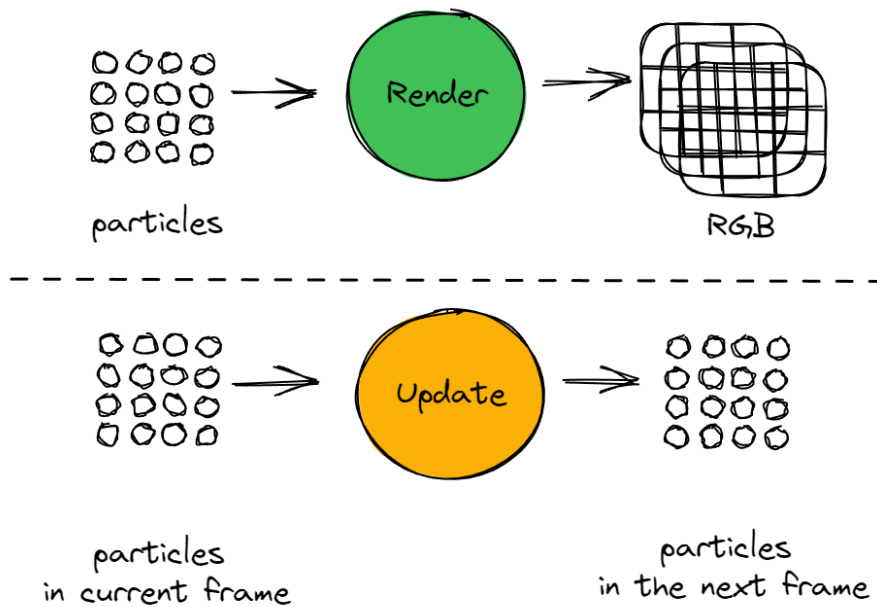 Render
particles
RGB
Update
particles
in current frame
particles
in the next frame